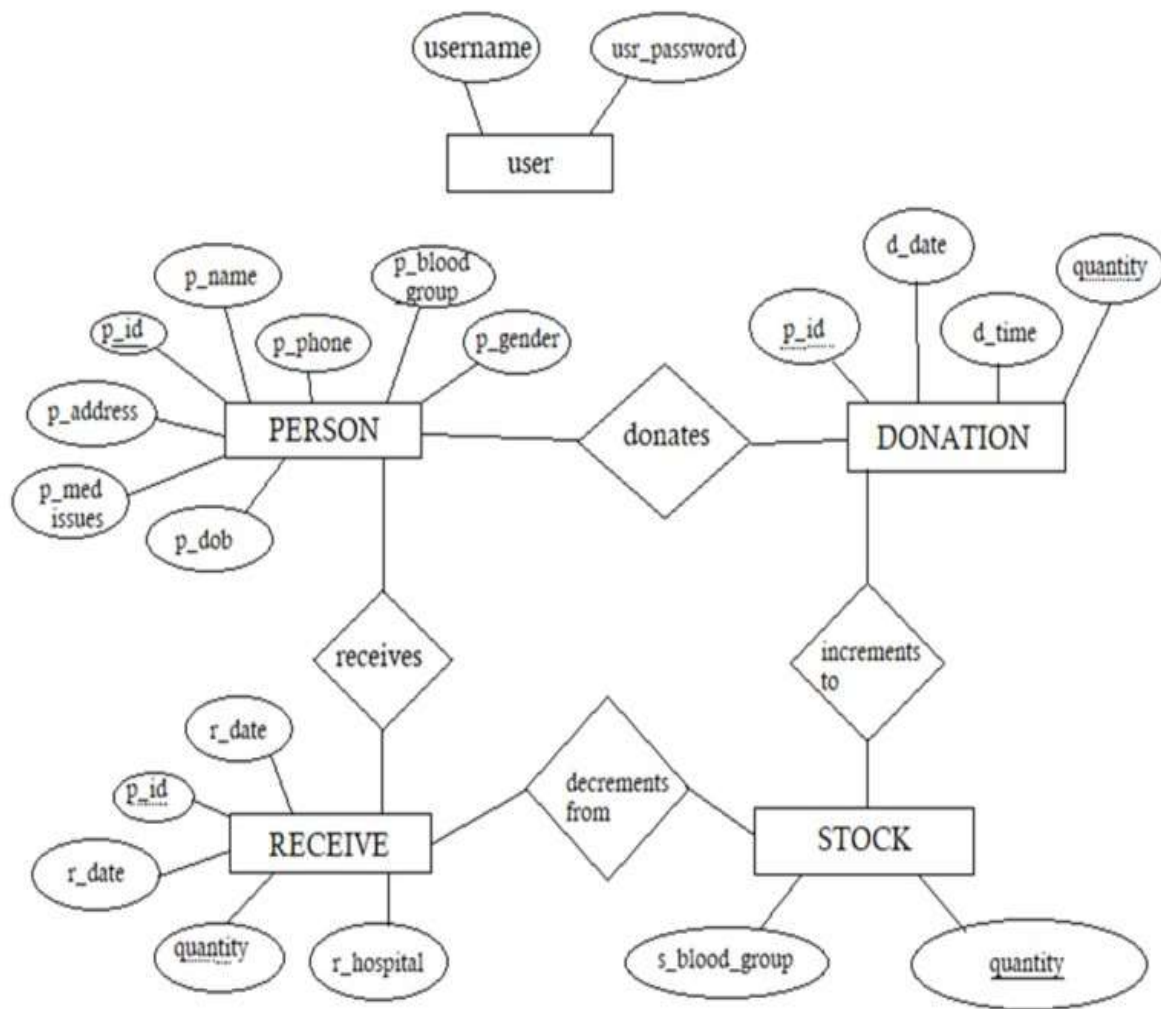 username
usr_password
user
d_date
p_name
p_blood
_group
quantity
p_id
p_phone
p_gender
p_id
d_time
p_address
PERSON
donates
DONATION
p_med
issues
p_dob
receives
increments
to
r_date
p_id
decrements
from
RECEIVE
STOCK
r_date
quantity
r_hospital
s_blood_group
quantity